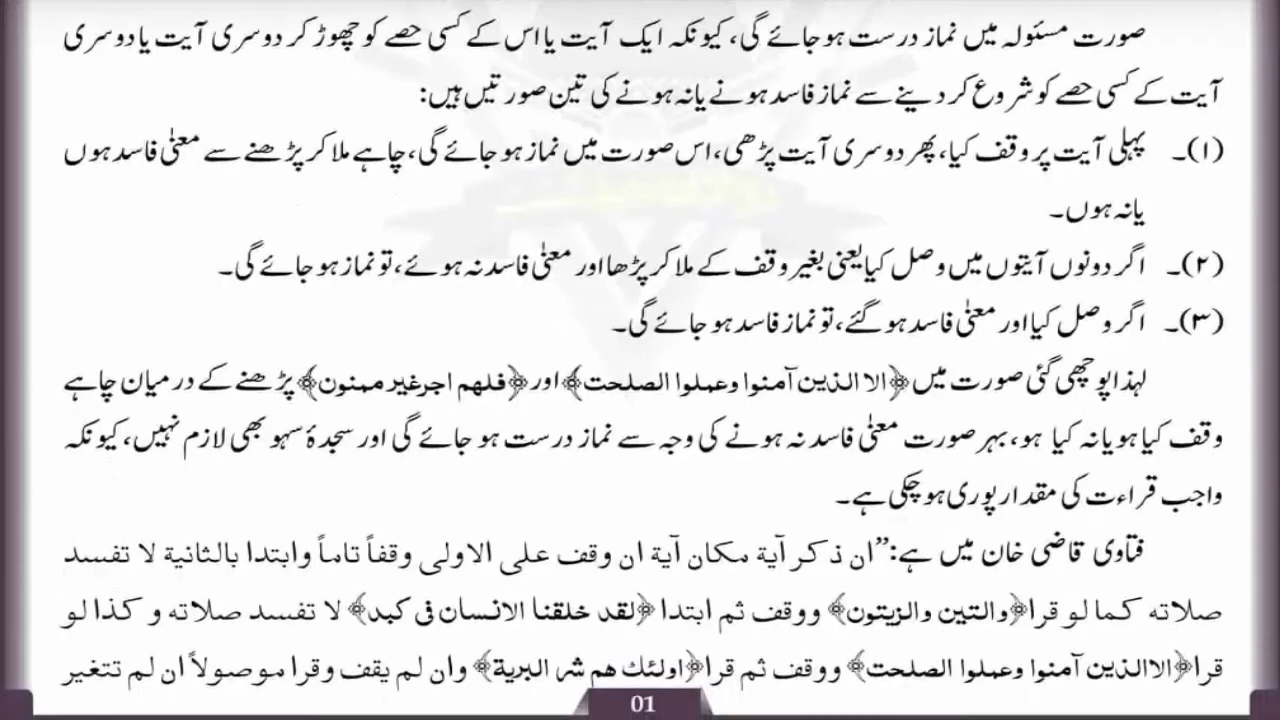 صورت مسئولہ میں نماز درست ہو جائے گی، کیونکہ ایک آیت یا اس کے کسی حصے کو چھوڑ کر دوسری آیت یا دوسری
آیت کے کسی حصے کو شروع کر دینے سے نماز فاسد ہونے یا نہ ہونے کی تین صورتیں ہیں:
(۱)۔ پہلی آیت پر وقف کیا، پھر دوسری آیت پڑھی، اس صورت میں نماز ہو جائے گی، چاہے ملا کر پڑھنے سے معنیٰ فاسد ہوں
یا نہ ہوں۔
(۲)۔ اگر دونوں آیتوں میں وصل کیا یعنی بغیر وقف کے ملا کر پڑھا اور معنیٰ فاسد نہ ہوئے، تو نماز ہو جائے گی۔
(۳)۔ اگر وصل کیا اور معنیٰ فاسد ہو گئے، تو نماز فاسد ہو جائے گی۔
لہذا پوچھی گئی صورت میں ﴿الا الذین آمنوا وعملوا الصلحت﴾ اور ﴿فلهم اجر غیر ممنون﴾ پڑھنے کے درمیان چاہے
وقف کیا ہو یا نہ کیا ہو، بہر صورت معنیٰ فاسد نہ ہونے کی وجہ سے نماز درست ہو جائے گی اور سجدۂ سہو بھی لازم نہیں، کیونکہ
واجب قراءت کی مقدار پوری ہو چکی ہے۔
فتاوی قاضی خان میں ہے: ”ان ذکر آیة مکان آیة ان وقف علی الاولی وقفاً تاماً وابتدا بالثانیة لا تفسد
صلاته کما لو قرا ﴿والتین والزیتون﴾ ووقف ثم ابتدا ﴿لقد خلقنا الانسان فی کبد﴾ لا تفسد صلاته و کذا لو
قرا ﴿الا الذین آمنوا وعملوا الصلحت﴾ ووقف ثم قرا ﴿اولئك هم شر البریة﴾ وان لم یقف وقرا موصولاً ان لم تتغیر
01